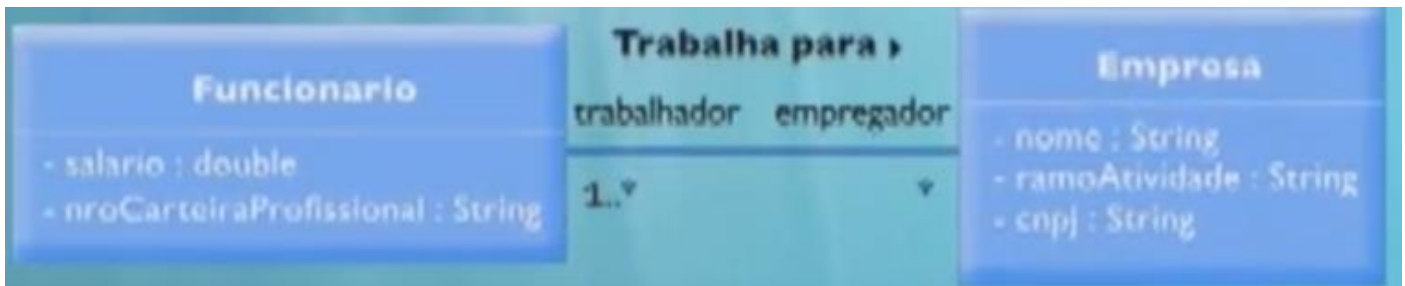 Funcionario
- salario : double
- nroCarteiraProfissional : String
Trabalha para ▸
trabalhador empregador
1..* *
Empresa
- nome : String
- ramoAtividade : String
- cnpj : String